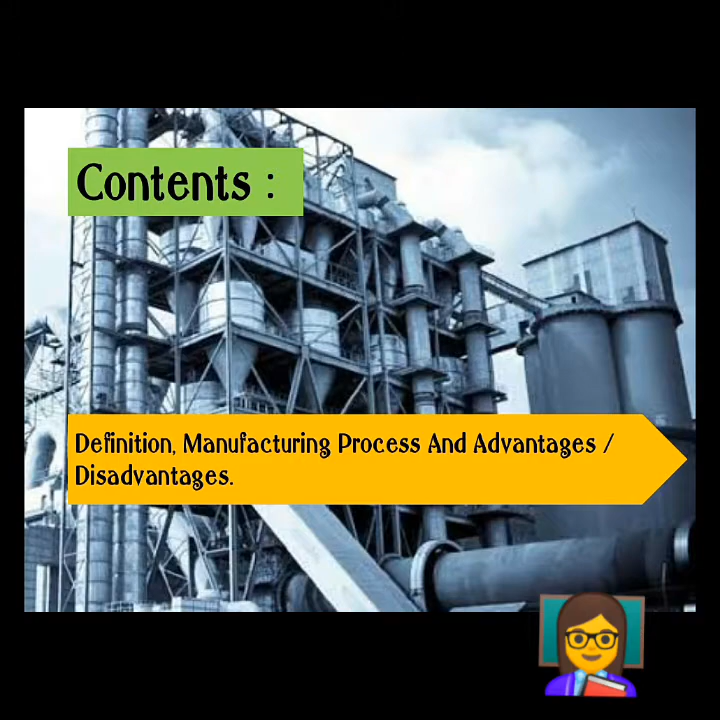 Contents :
Definition, Manufacturing Process And Advantages /
Disadvantages.